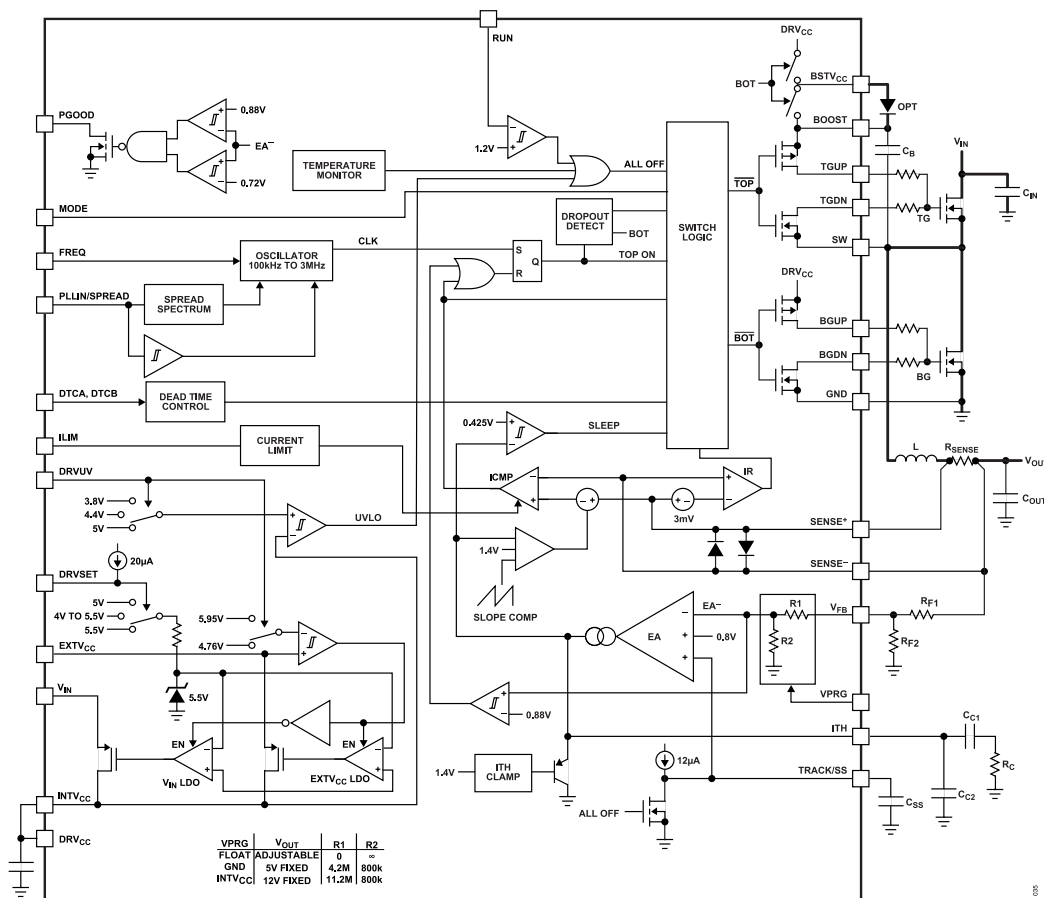 RUN
DRVCC
BOT
BSTVCC
OPT
BOOST
CB
VIN
CIN
TGUP
TGDN
TG
SW
PGOOD
0.88V
EA−
0.72V
1.2V
TEMPERATURE
MONITOR
ALL OFF
TOP
SWITCH
LOGIC
MODE
DROPOUT
DETECT
BOT
FREQ
OSCILLATOR
100kHz TO 3MHz
CLK
S
R
Q
TOP ON
DRVCC
PLLIN/SPREAD
SPREAD
SPECTRUM
BOT
BGUP
BGDN
BG
GND
DTCA, DTCB
DEAD TIME
CONTROL
0.425V
SLEEP
ILIM
CURRENT
LIMIT
ICMP
IR
3mV
L
RSENSE
VOUT
COUT
DRVUV
3.8V
4.4V
5V
UVLO
1.4V
SLOPE COMP
SENSE+
SENSE−
20µA
DRVSET
5V
4V TO 5.5V
5.5V
5.95V
4.76V
EXTVCC
5.5V
EA−
EA
0.8V
R1
R2
VFB
RF1
RF2
VPRG
0.88V
VIN
EN
VIN LDO
EN
EXTVCC LDO
ITH
CC1
RC
CC2
1.4V
ITH
CLAMP
12µA
TRACK/SS
CSS
ALL OFF
INTVCC
DRVCC
VPRG VOUT R1 R2
FLOAT ADJUSTABLE 0 ∞
GND 5V FIXED 4.2M 800k
INTVCC 12V FIXED 11.2M 800k
035